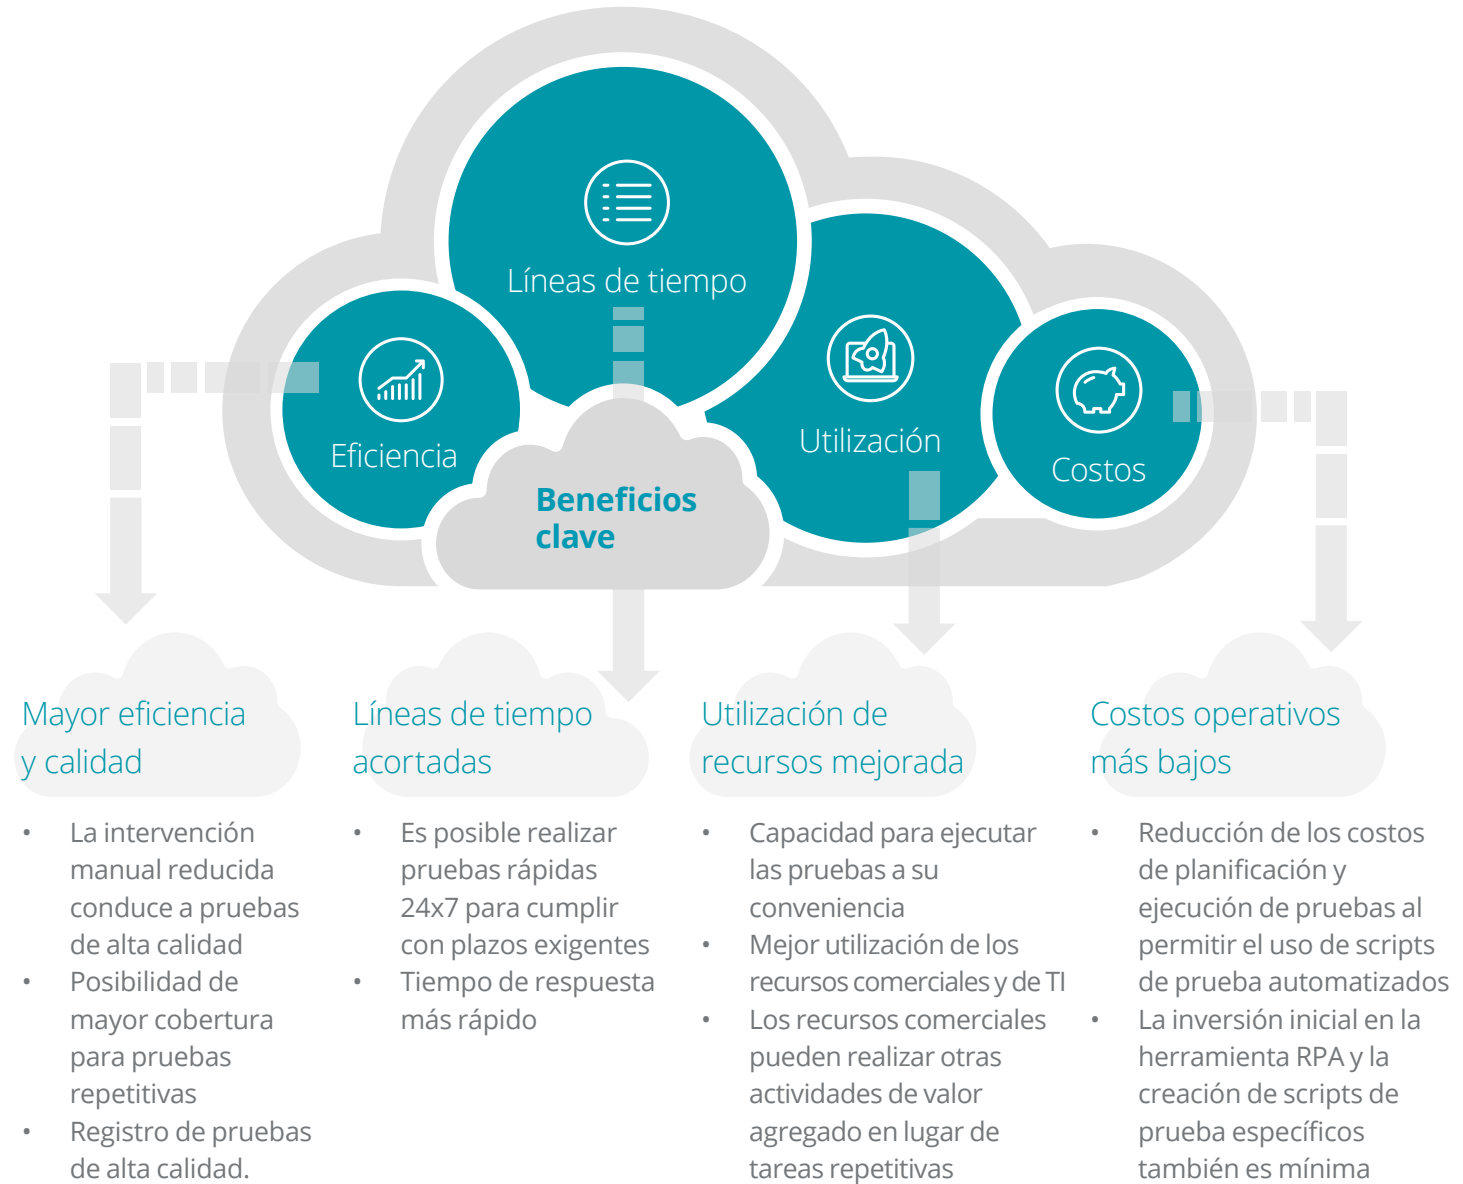 Líneas de tiempo
Eficiencia
Utilización
Costos
Beneficios
clave
Mayor eficiencia
y calidad
• La intervención
manual reducida
conduce a pruebas
de alta calidad
• Posibilidad de
mayor cobertura
para pruebas
repetitivas
• Registro de pruebas
de alta calidad.
Líneas de tiempo
acortadas
• Es posible realizar
pruebas rápidas
24x7 para cumplir
con plazos exigentes
• Tiempo de respuesta
más rápido
Utilización de
recursos mejorada
• Capacidad para ejecutar
las pruebas a su
conveniencia
• Mejor utilización de los
recursos comerciales y de TI
• Los recursos comerciales
pueden realizar otras
actividades de valor
agregado en lugar de
tareas repetitivas
Costos operativos
más bajos
• Reducción de los costos
de planificación y
ejecución de pruebas al
permitir el uso de scripts
de prueba automatizados
• La inversión inicial en la
herramienta RPA y la
creación de scripts de
prueba específicos
también es mínima